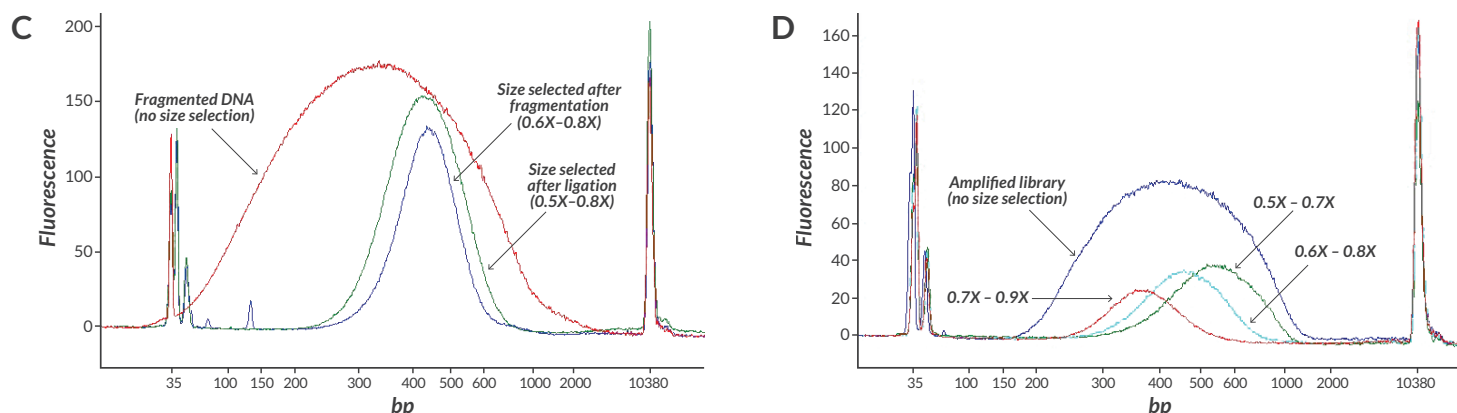 C
Fluorescence
200
150
100
50
0
Fragmented DNA
(no size selection)
Size selected after
fragmentation
(0.6X–0.8X)
Size selected
after ligation
(0.5X–0.8X)
35 100 150 200 300 400 500 600 1000 2000 10380
bp
D
Fluorescence
160
140
120
100
80
60
40
20
0
Amplified library
(no size selection)
0.5X – 0.7X
0.6X – 0.8X
0.7X – 0.9X
35 100 150 200 300 400 500 600 1000 2000 10380
bp